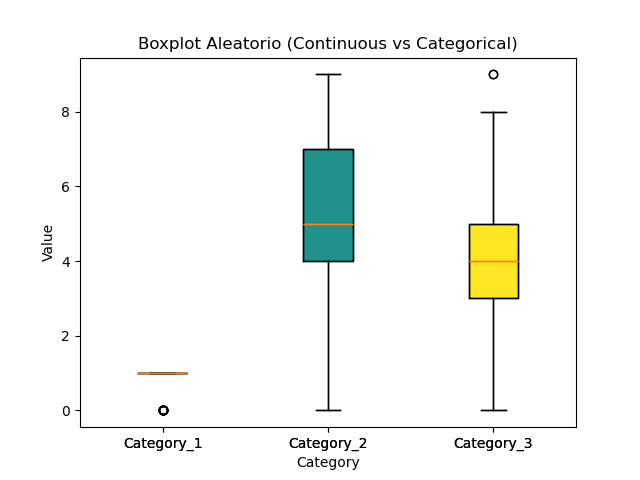 Boxplot Aleatorio (Continuous vs Categorical)
8
6
4
2
0
Value
Category_1 Category_2 Category_3
Category